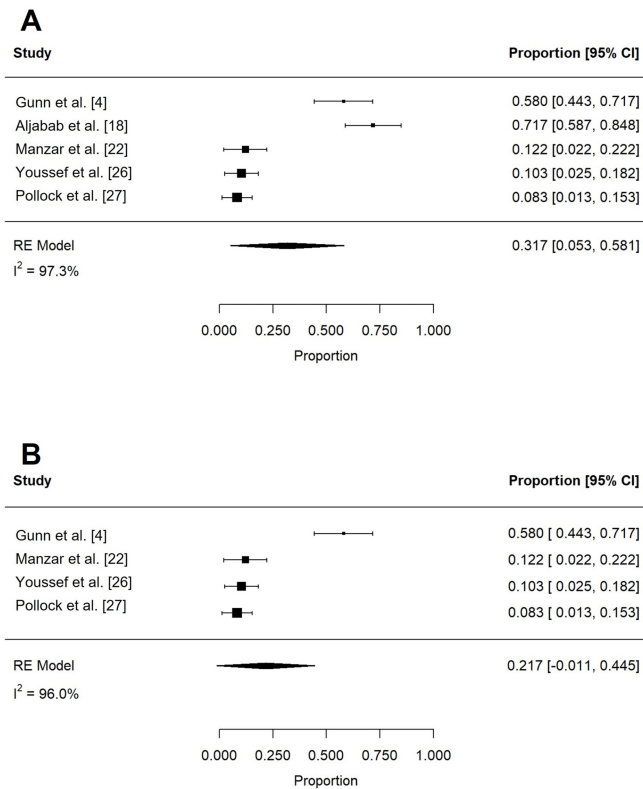 A
Study Proportion [95% CI]
Gunn et al. [4] 0.580 [0.443, 0.717]
Aljabab et al. [18] 0.717 [0.587, 0.848]
Manzar et al. [22] 0.122 [0.022, 0.222]
Youssef et al. [26] 0.103 [0.025, 0.182]
Pollock et al. [27] 0.083 [0.013, 0.153]
RE Model 0.317 [0.053, 0.581]
I² = 97.3%
0.000 0.250 0.500 0.750 1.000
Proportion
B
Study Proportion [95% CI]
Gunn et al. [4] 0.580 [ 0.443, 0.717]
Manzar et al. [22] 0.122 [ 0.022, 0.222]
Youssef et al. [26] 0.103 [ 0.025, 0.182]
Pollock et al. [27] 0.083 [ 0.013, 0.153]
RE Model 0.217 [-0.011, 0.445]
I² = 96.0%
0.000 0.250 0.500 0.750 1.000
Proportion